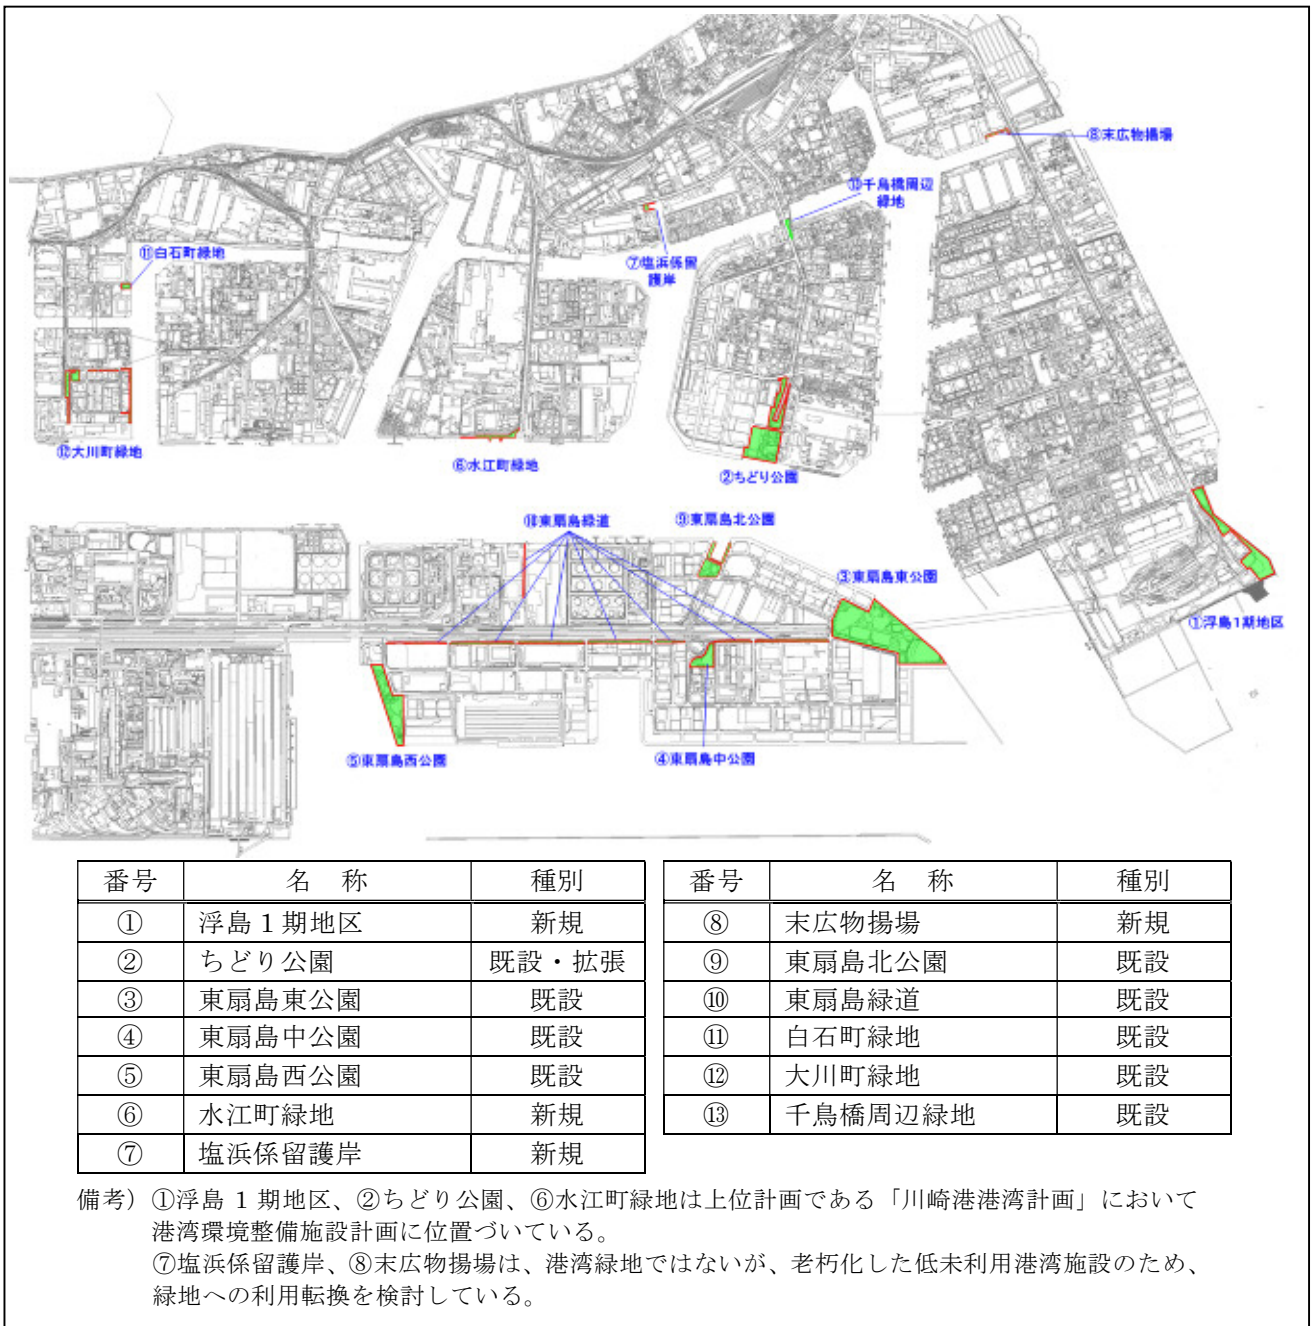 ⑧末広物揚場
⑬千鳥橋周辺
緑地
⑪白石町緑地
⑦塩浜係留
護岸
⑫大川町緑地
⑥水江町緑地
②ちどり公園
⑩東扇島緑道
⑨東扇島北公園
③東扇島東公園
①浮島1期地区
⑤東扇島西公園
④東扇島中公園
番号 名 称 種別
① 浮島1期地区 新規
② ちどり公園 既設・拡張
③ 東扇島東公園 既設
④ 東扇島中公園 既設
⑤ 東扇島西公園 既設
⑥ 水江町緑地 新規
⑦ 塩浜係留護岸 新規
番号 名 称 種別
⑧ 末広物揚場 新規
⑨ 東扇島北公園 既設
⑩ 東扇島緑道 既設
⑪ 白石町緑地 既設
⑫ 大川町緑地 既設
⑬ 千鳥橋周辺緑地 既設
備考）①浮島 1 期地区、②ちどり公園、⑥水江町緑地は上位計画である「川崎港港湾計画」において
港湾環境整備施設計画に位置づいている。
⑦塩浜係留護岸、⑧末広物揚場は、港湾緑地ではないが、老朽化した低未利用港湾施設のため、
緑地への利用転換を検討している。